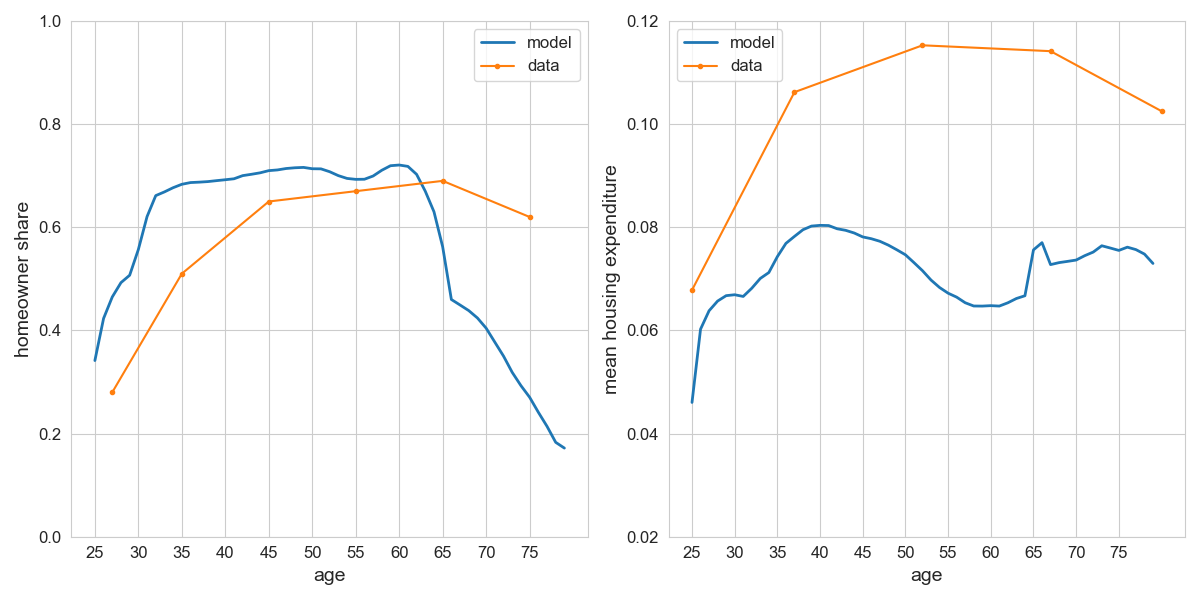 1.0
0.8
0.6
0.4
0.2
0.0
homeowner share
25 30 35 40 45 50 55 60 65 70 75
age
model
data
0.12
0.10
0.08
0.06
0.04
0.02
mean housing expenditure
25 30 35 40 45 50 55 60 65 70 75
age
model
data